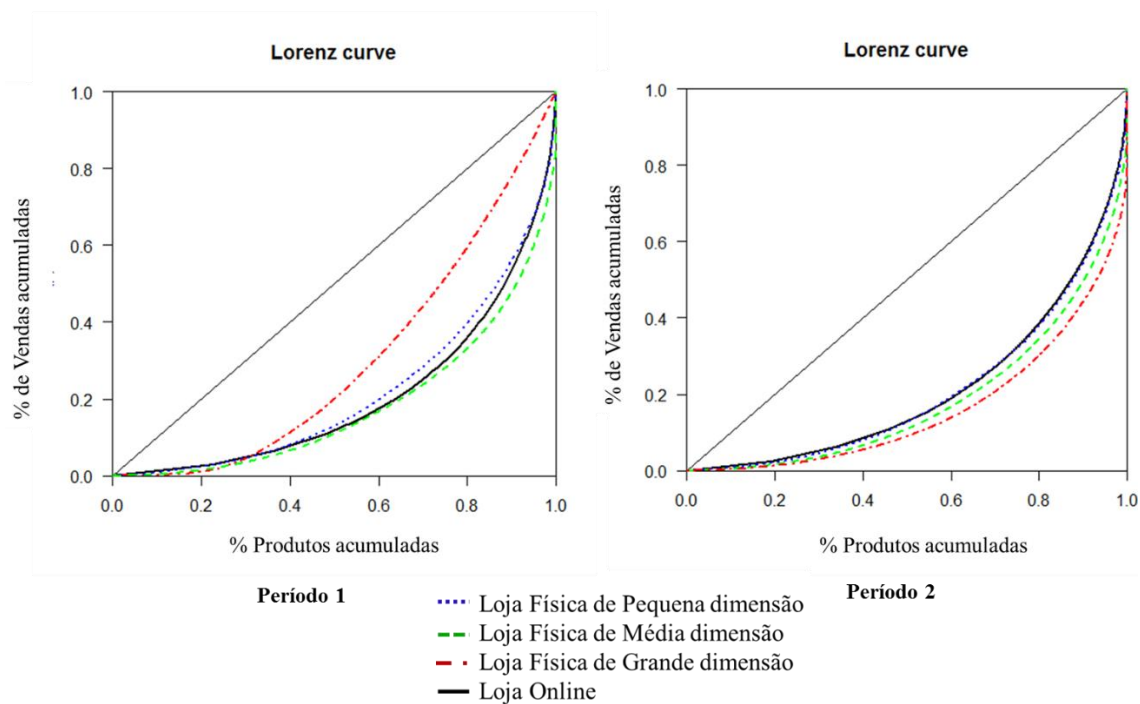 Lorenz curve
1.0
0.8
0.6
0.4
0.2
0.0
% de Vendas acumuladas
0.0 0.2 0.4 0.6 0.8 1.0
% Produtos acumuladas
Período 1
Lorenz curve
1.0
0.8
0.6
0.4
0.2
0.0
% de Vendas acumuladas
0.0 0.2 0.4 0.6 0.8 1.0
% Produtos acumuladas
Período 2
Loja Física de Pequena dimensão
Loja Física de Média dimensão
Loja Física de Grande dimensão
Loja Online